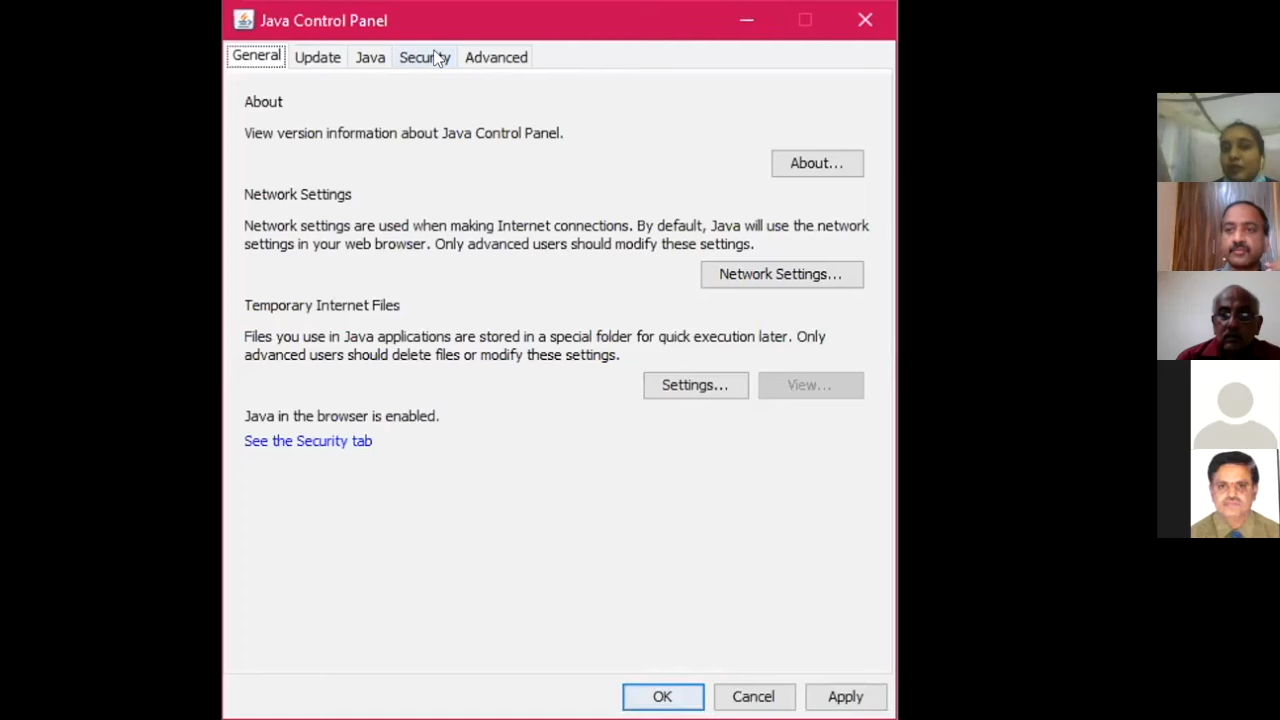 Java Control Panel
General Update Java Security Advanced
About
View version information about Java Control Panel.
About...
Network Settings
Network settings are used when making Internet connections. By default, Java will use the network
settings in your web browser. Only advanced users should modify these settings.
Network Settings...
Temporary Internet Files
Files you use in Java applications are stored in a special folder for quick execution later. Only
advanced users should delete files or modify these settings.
Settings... View...
Java in the browser is enabled.
See the Security tab
OK Cancel Apply